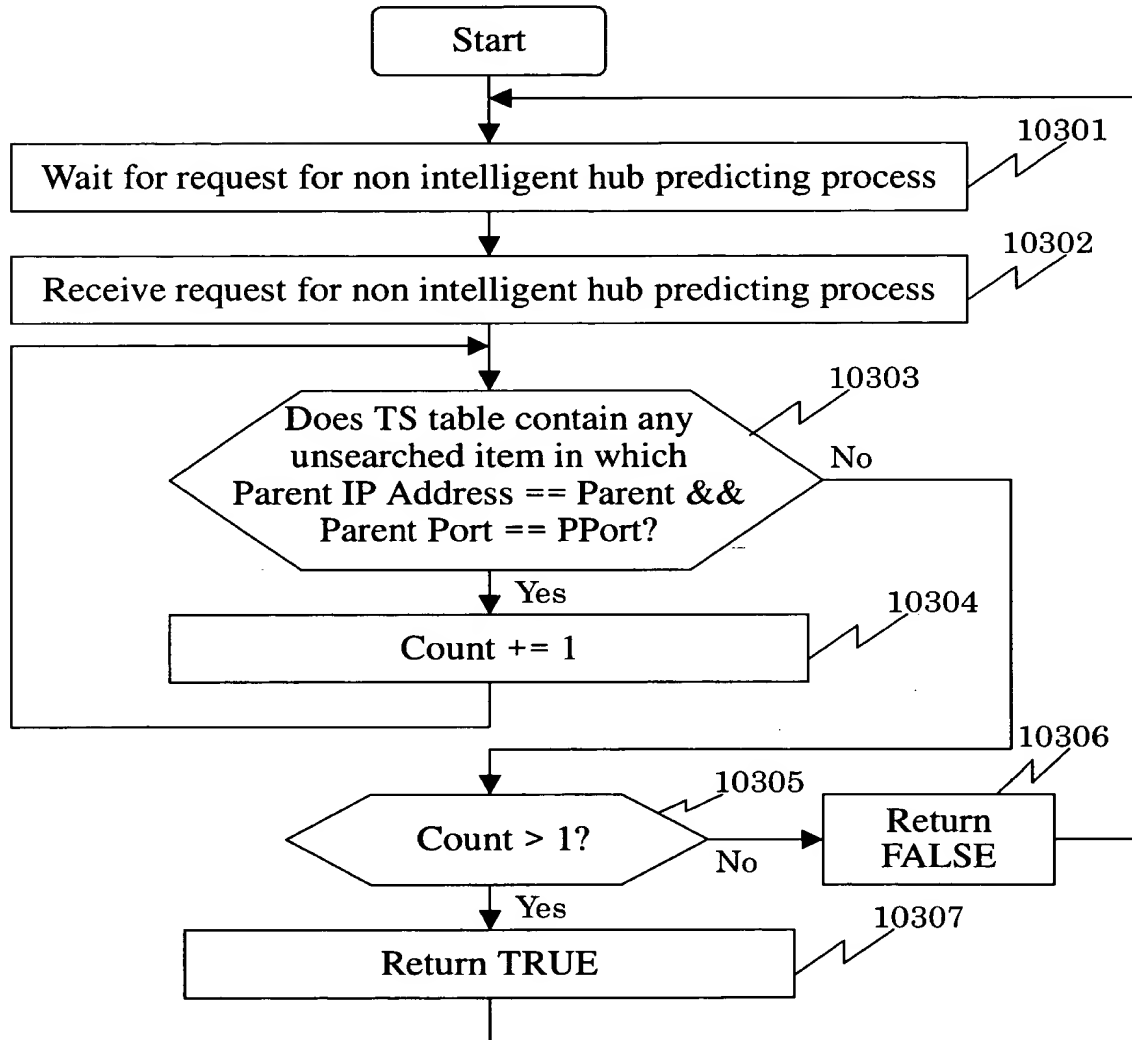 Start
10301
Wait for request for non intelligent hub predicting process
10302
Receive request for non intelligent hub predicting process
10303
Does TS table contain any
unsearched item in which
Parent IP Address == Parent &&
Parent Port == PPort?
No
Yes
10304
Count += 1
10305
Count > 1?
No
10306
Return
FALSE
Yes
10307
Return TRUE